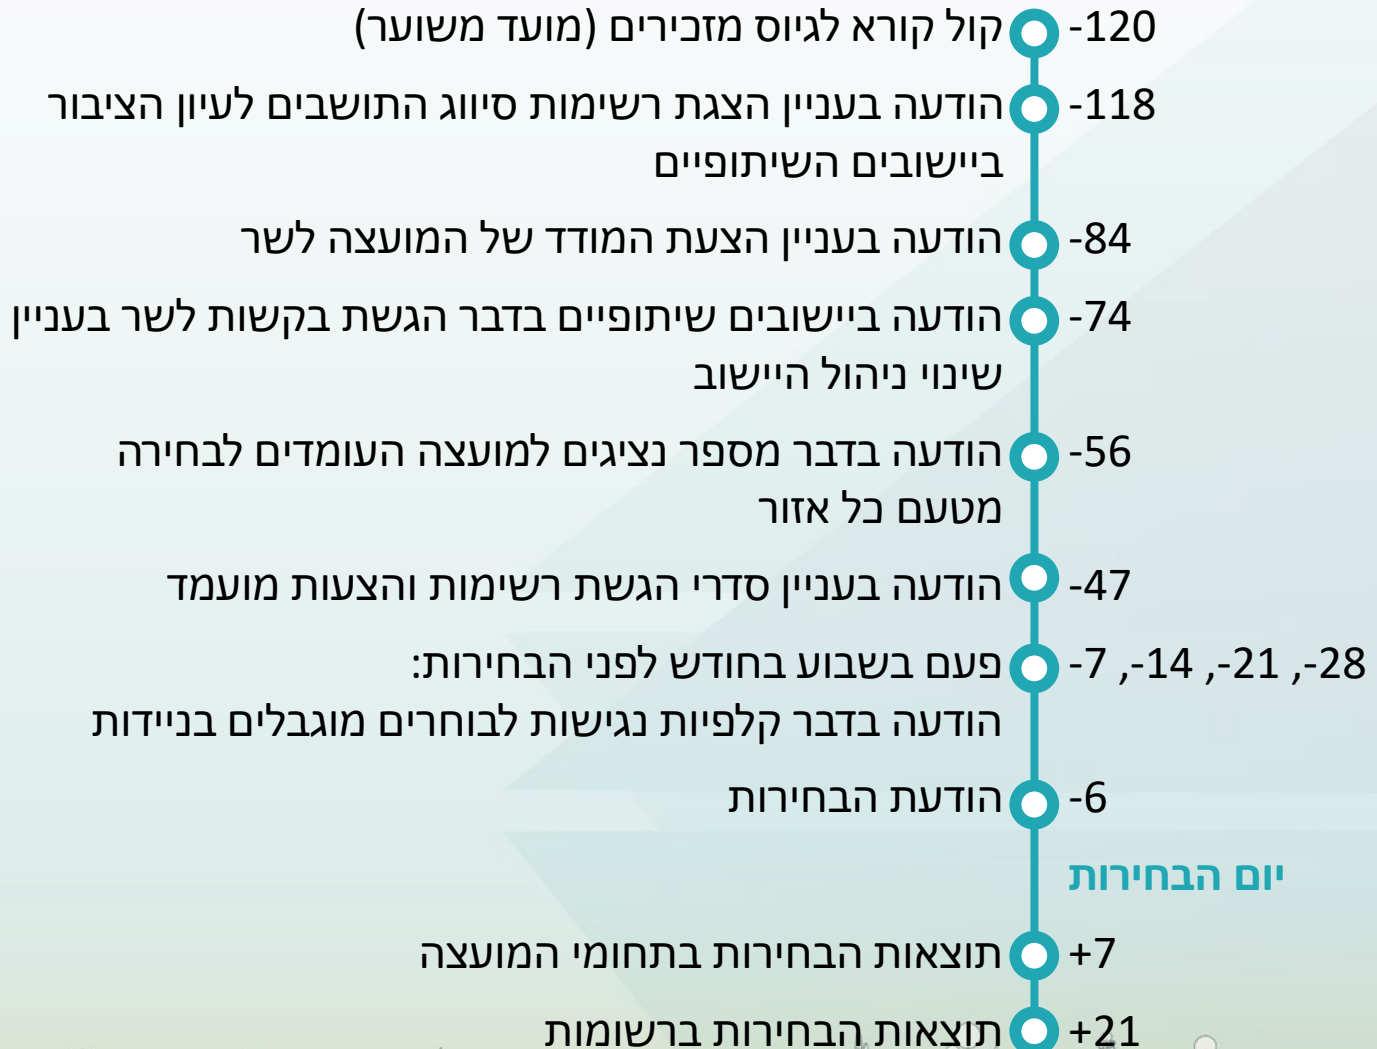 -120 קול קורא לגיוס מזכירים (מועד משוער)
-118 הודעה בעניין הצגת רשימות סיווג התושבים לעיון הציבור
ביישובים השיתופיים
-84 הודעה בעניין הצעת המודד של המועצה לשר
-74 הודעה ביישובים שיתופיים בדבר הגשת בקשות לשר בעניין
שינוי ניהול היישוב
-56 הודעה בדבר מספר נציגים למועצה העומדים לבחירה
מטעם כל אזור
-47 הודעה בעניין סדרי הגשת רשימות והצעות מועמד
-28, -21, -14, -7 פעם בשבוע בחודש לפני הבחירות:
הודעה בדבר קלפיות נגישות לבוחרים מוגבלים בניידות
-6 הודעת הבחירות
יום הבחירות
+7 תוצאות הבחירות בתחומי המועצה
+21 תוצאות הבחירות ברשומות